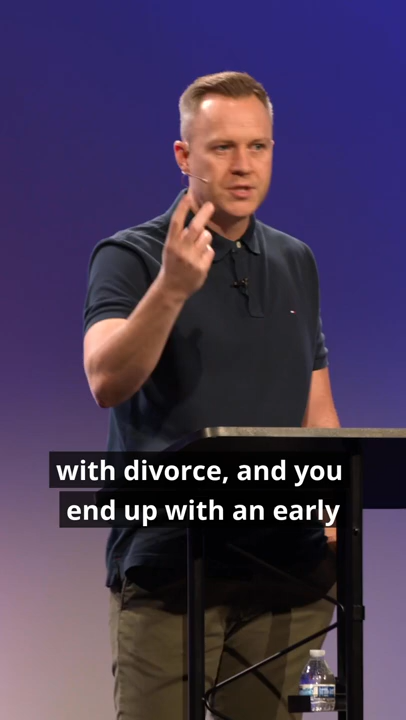 with divorce, and you
end up with an early